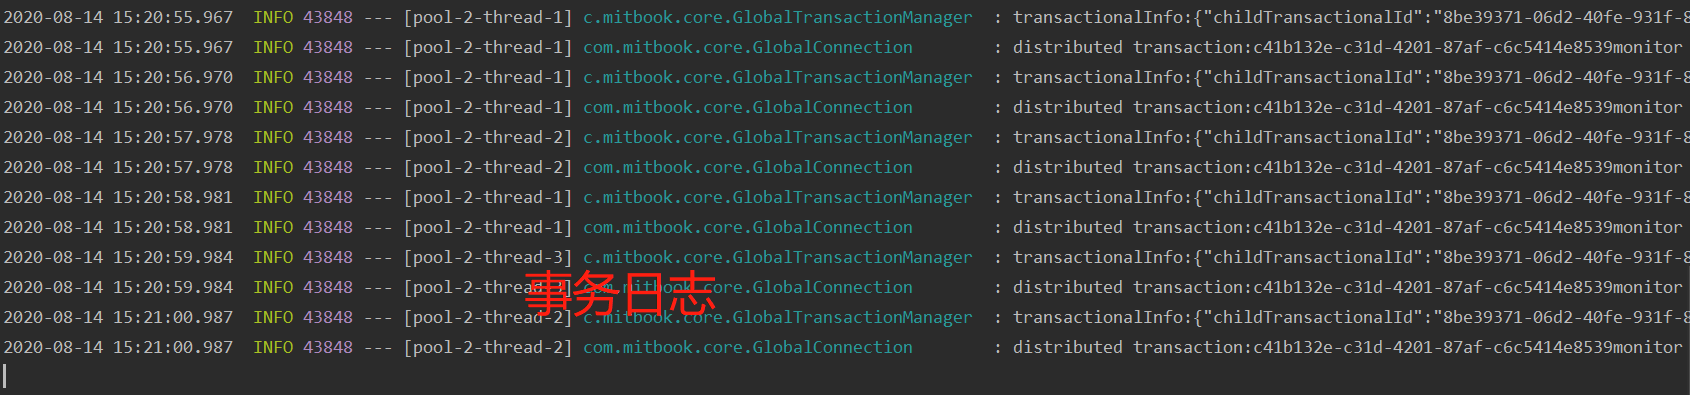 2020-08-14 15:20:55.967  INFO 43848 --- [pool-2-thread-1] c.mitbook.core.GlobalTransactionManager  : transactionalInfo:{"childTransactionalId":"8be39371-06d2-40fe-931f-8
2020-08-14 15:20:55.967  INFO 43848 --- [pool-2-thread-1] com.mitbook.core.GlobalConnection        : distributed transaction:c41b132e-c31d-4201-87af-c6c5414e8539monitor
2020-08-14 15:20:56.970  INFO 43848 --- [pool-2-thread-1] c.mitbook.core.GlobalTransactionManager  : transactionalInfo:{"childTransactionalId":"8be39371-06d2-40fe-931f-8
2020-08-14 15:20:56.970  INFO 43848 --- [pool-2-thread-1] com.mitbook.core.GlobalConnection        : distributed transaction:c41b132e-c31d-4201-87af-c6c5414e8539monitor
2020-08-14 15:20:57.978  INFO 43848 --- [pool-2-thread-2] c.mitbook.core.GlobalTransactionManager  : transactionalInfo:{"childTransactionalId":"8be39371-06d2-40fe-931f-8
2020-08-14 15:20:57.978  INFO 43848 --- [pool-2-thread-2] com.mitbook.core.GlobalConnection        : distributed transaction:c41b132e-c31d-4201-87af-c6c5414e8539monitor
2020-08-14 15:20:58.981  INFO 43848 --- [pool-2-thread-1] c.mitbook.core.GlobalTransactionManager  : transactionalInfo:{"childTransactionalId":"8be39371-06d2-40fe-931f-8
2020-08-14 15:20:58.981  INFO 43848 --- [pool-2-thread-1] com.mitbook.core.GlobalConnection        : distributed transaction:c41b132e-c31d-4201-87af-c6c5414e8539monitor
2020-08-14 15:20:59.984  INFO 43848 --- [pool-2-thread-3] c.mitbook.core.GlobalTransactionManager  : transactionalInfo:{"childTransactionalId":"8be39371-06d2-40fe-931f-8
2020-08-14 15:20:59.984  INFO 43848 --- com.mitbook.core.GlobalConnection        : distributed transaction:c41b132e-c31d-4201-87af-c6c5414e8539monitor
事务日志
2020-08-14 15:21:00.987  INFO 43848 --- [pool-2-thread-2] c.mitbook.core.GlobalTransactionManager  : transactionalInfo:{"childTransactionalId":"8be39371-06d2-40fe-931f-8
2020-08-14 15:21:00.987  INFO 43848 --- [pool-2-thread-2] com.mitbook.core.GlobalConnection        : distributed transaction:c41b132e-c31d-4201-87af-c6c5414e8539monitor